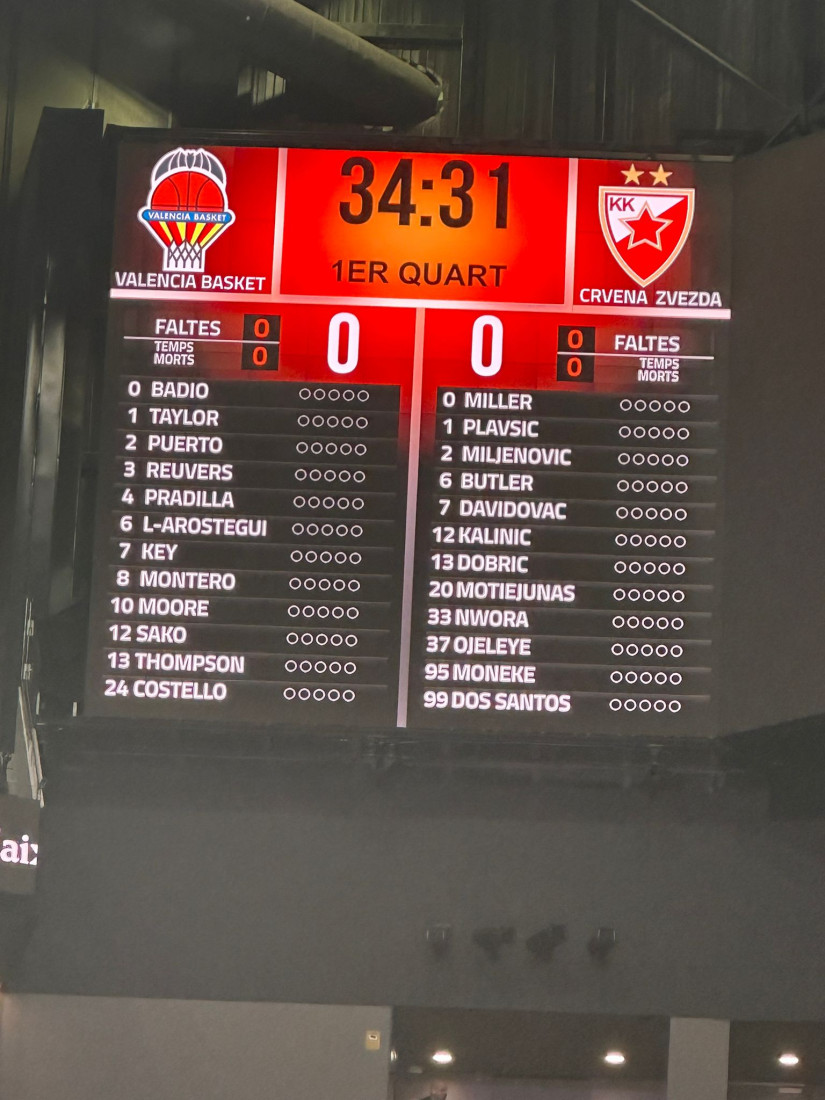 VALENCIA BASKET
VALENCIA BASKET
34:31
1ER QUART
KK
CRVENA ZVEZDA
FALTES 0
TEMPS MORTS 0
0
0
0 FALTES
0 TEMPS MORTS
0 BADIO
1 TAYLOR
2 PUERTO
3 REUVERS
4 PRADILLA
6 L-AROSTEGUI
7 KEY
8 MONTERO
10 MOORE
12 SAKO
13 THOMPSON
24 COSTELLO
0 MILLER
1 PLAVSIC
2 MILJENOVIC
6 BUTLER
7 DAVIDOVAC
12 KALINIC
13 DOBRIC
20 MOTIEJUNAS
33 NWORA
37 OJELEYE
95 MONEKE
99 DOS SANTOS